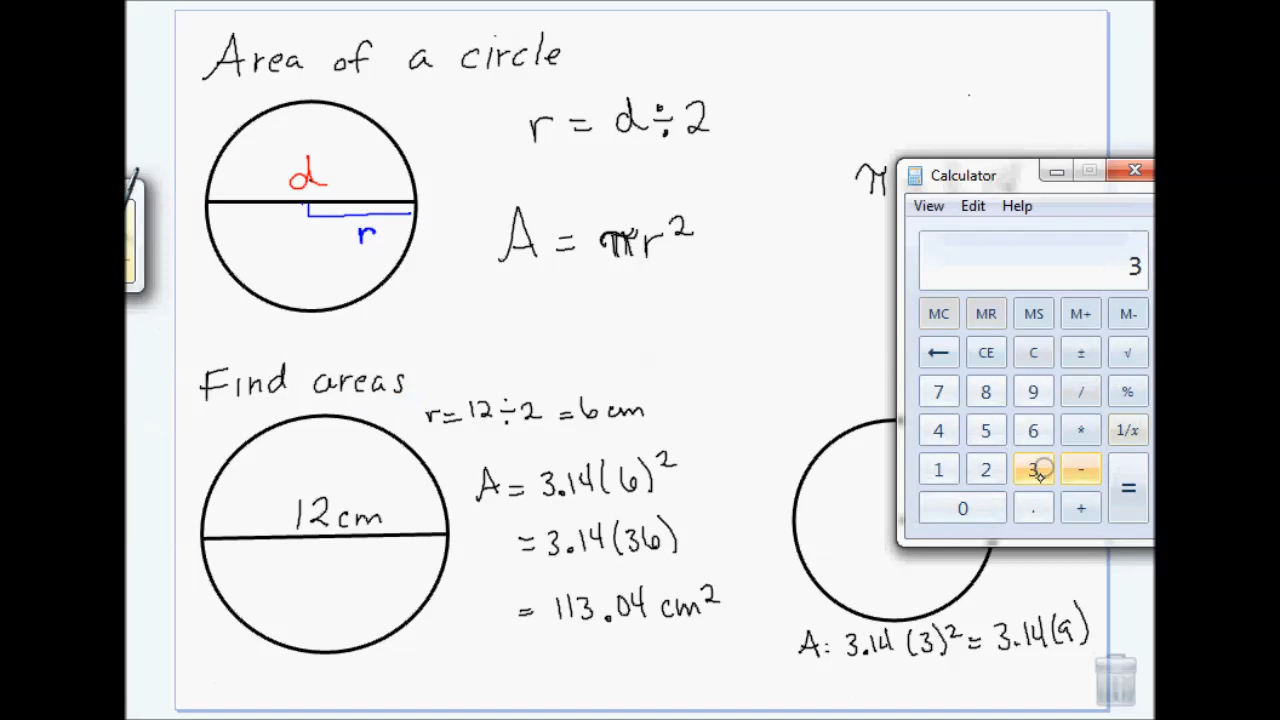 Area of a circle
r = d ÷ 2
d
r
A = πr²
π
Calculator
View Edit Help
3
MC MR MS M+ M-
← CE C ± √
7 8 9 / %
4 5 6 * 1/x
1 2 3 - =
0 . +
Find areas
r = 12 ÷ 2 = 6 cm
12 cm
A = 3.14(6)²
= 3.14(36)
= 113.04 cm²
A: 3.14 (3)² = 3.14(9)